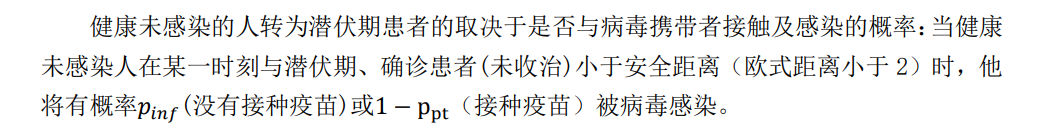 健康未感染的人转为潜伏期患者的取决于是否与病毒携带者接触及感染的概率：当健康
未感染人在某一时刻与潜伏期、确诊患者(未收治)小于安全距离（欧式距离小于 2）时，他
将有概率p_inf(没有接种疫苗)或1 − p_pt（接种疫苗）被病毒感染。